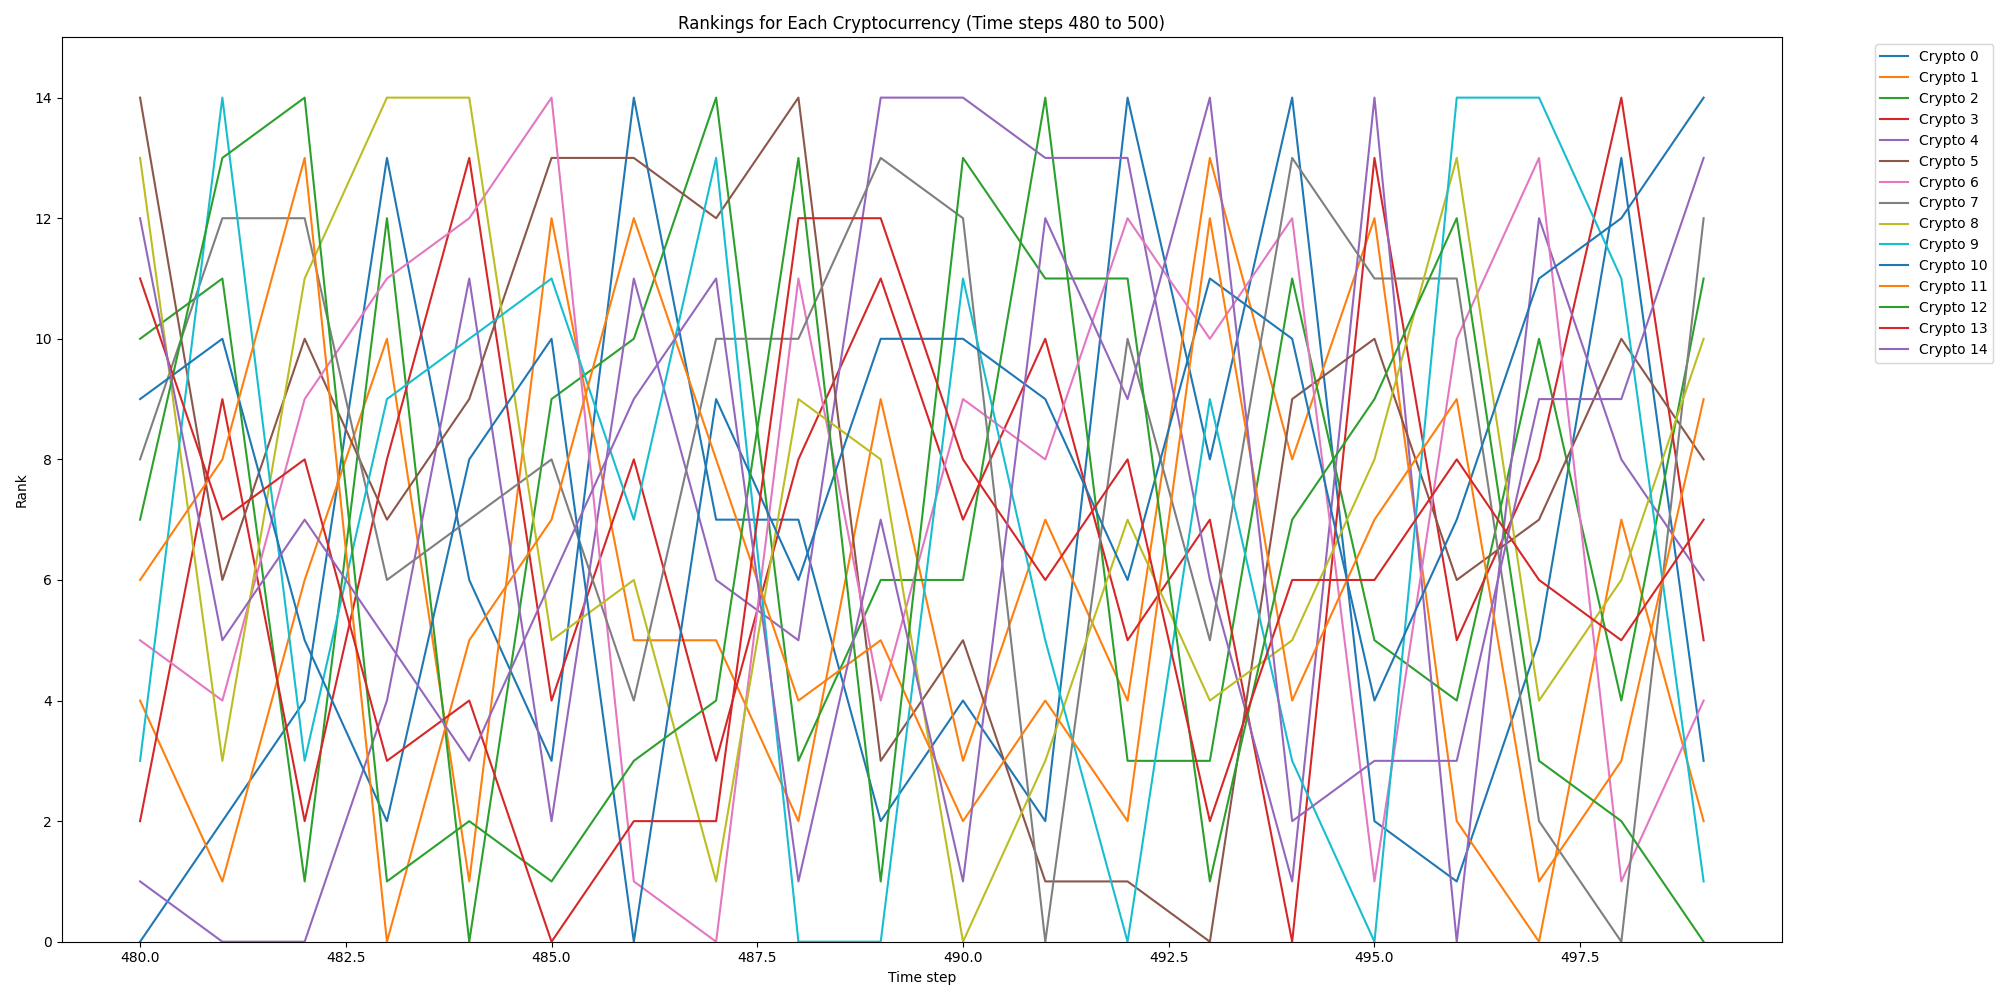 Rankings for Each Cryptocurrency (Time steps 480 to 500)
Rank
14
12
10
8
6
4
2
0
480.0 482.5 485.0 487.5 490.0 492.5 495.0 497.5
Time step
Crypto 0
Crypto 1
Crypto 2
Crypto 3
Crypto 4
Crypto 5
Crypto 6
Crypto 7
Crypto 8
Crypto 9
Crypto 10
Crypto 11
Crypto 12
Crypto 13
Crypto 14